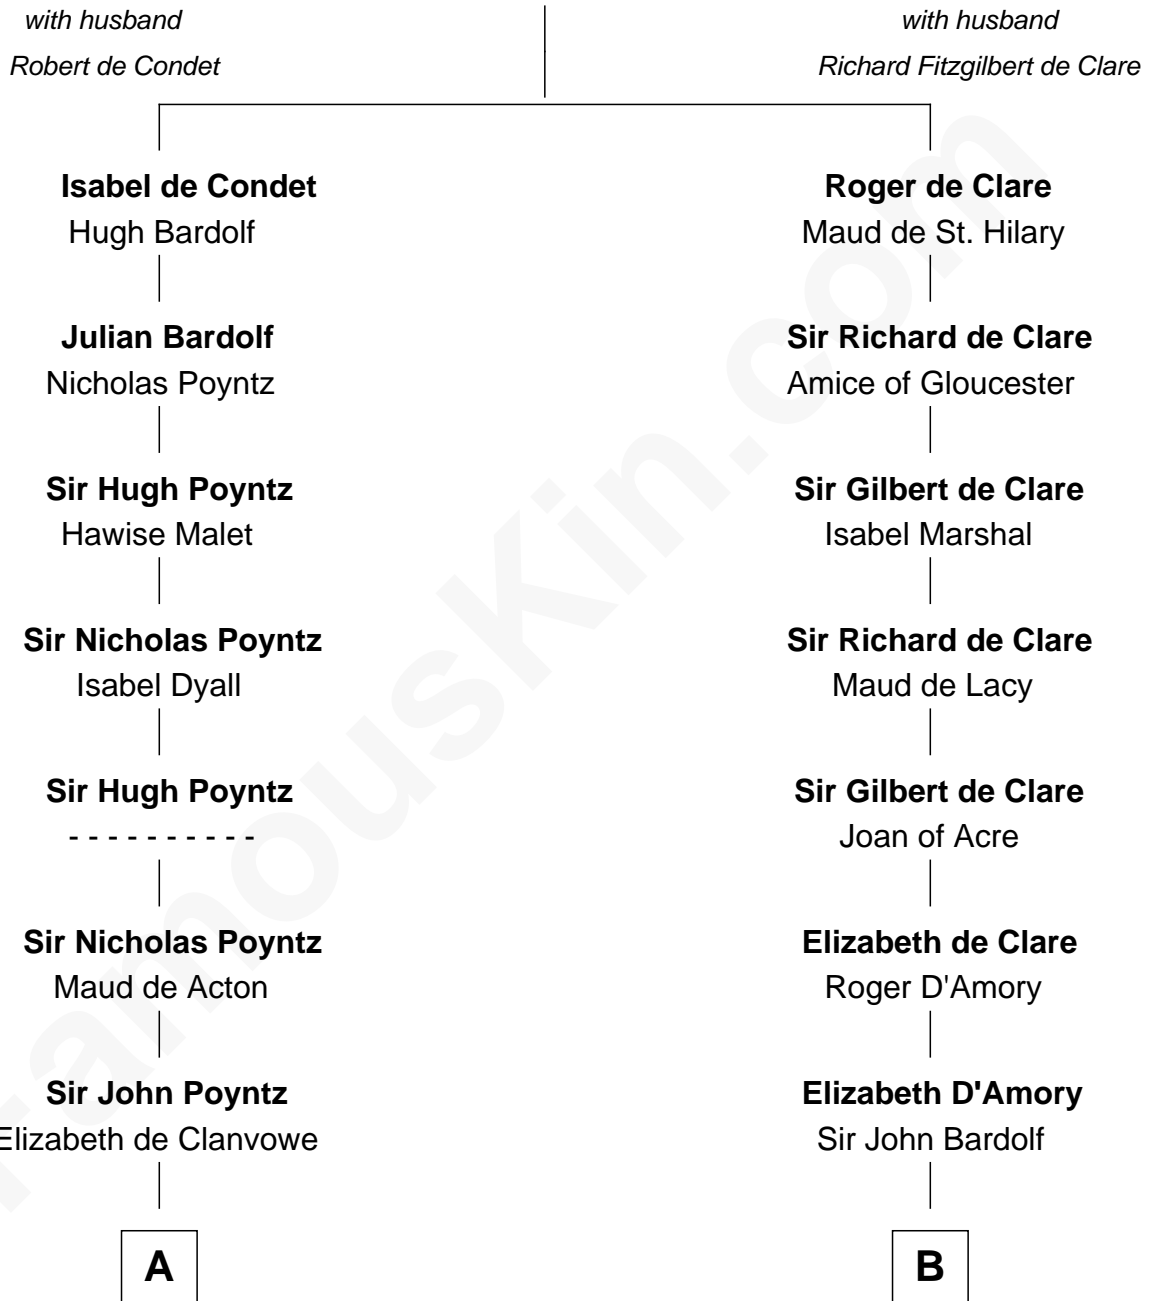 with husband
Robert de Condet
with husband
Richard Fitzgilbert de Clare
Isabel de Condet
Hugh Bardolf
Roger de Clare
Maud de St. Hilary
Julian Bardolf
Nicholas Poyntz
Sir Richard de Clare
Amice of Gloucester
Sir Hugh Poyntz
Hawise Malet
Sir Gilbert de Clare
Isabel Marshal
Sir Nicholas Poyntz
Isabel Dyall
Sir Richard de Clare
Maud de Lacy
Sir Hugh Poyntz
- - - - - - - - - -
Sir Gilbert de Clare
Joan of Acre
Sir Nicholas Poyntz
Maud de Acton
Elizabeth de Clare
Roger D'Amory
Sir John Poyntz
Elizabeth de Clanvowe
Elizabeth D'Amory
Sir John Bardolf
A
B
FamousKin.com